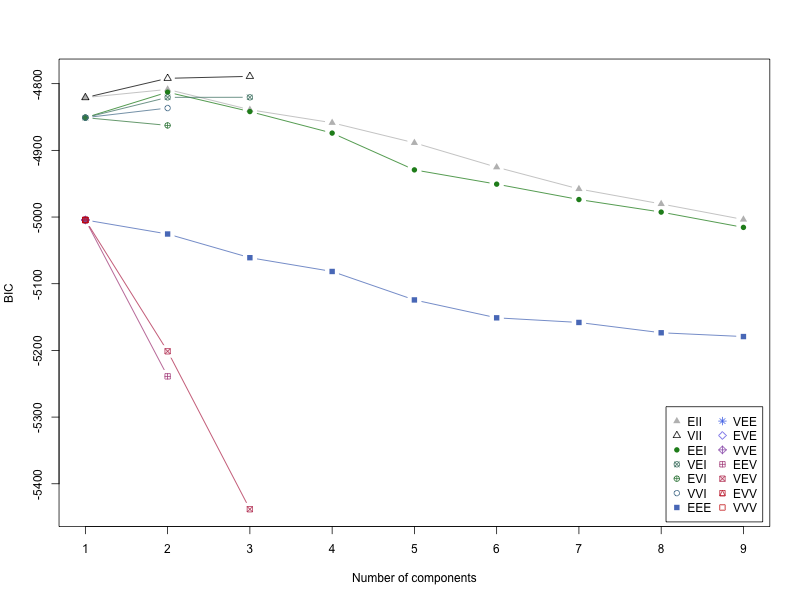 -4800
-4900
-5000
-5100
-5200
-5300
-5400
BIC
1 2 3 4 5 6 7 8 9
Number of components
EII VEE
VII EVE
EEI VVE
VEI EEV
EVI VEV
VVI EVV
EEE VVV